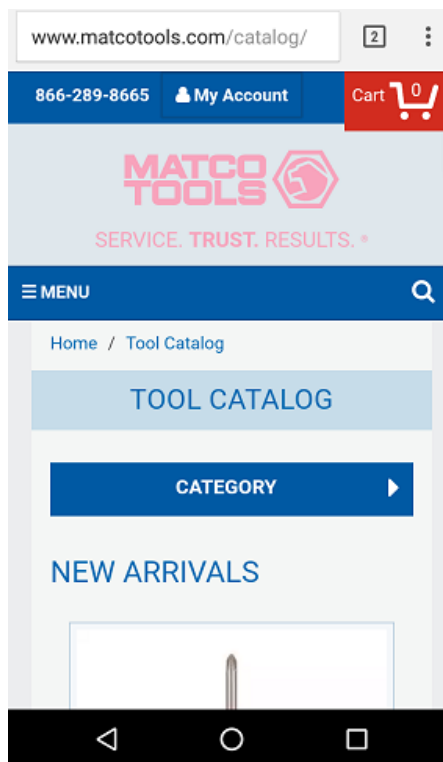 www.matcotools.com/catalog/ 2
866-289-8665 My Account Cart 0
MATCO
TOOLS
SERVICE. TRUST. RESULTS. ®
MENU
Home / Tool Catalog
TOOL CATALOG
CATEGORY
NEW ARRIVALS